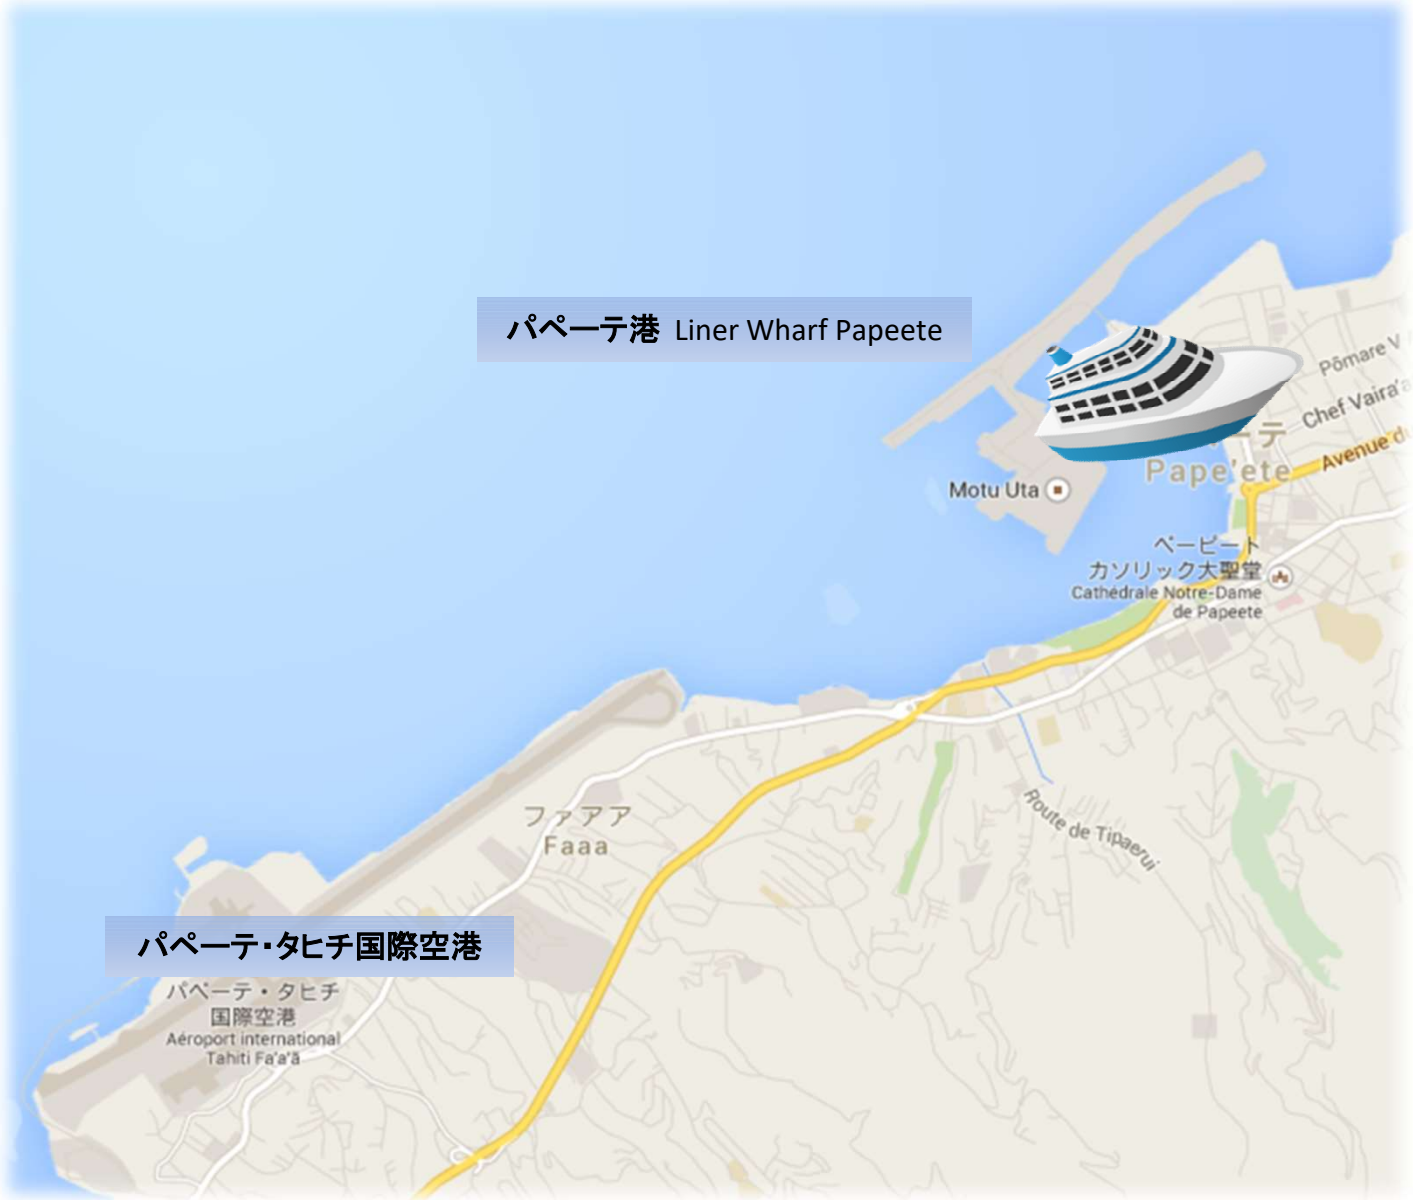 パペーテ港 Liner Wharf Papeete
Pōmare V
Chef Vaira'a
Avenue du
ーテ
Pape'ete
Motu Uta
ペーピート
カソリック大聖堂
Cathédrale Notre-Dame
de Papeete
Route de Tipaerui
ファアア
Faaa
パペーテ・タヒチ国際空港
パペーテ・タヒチ
国際空港
Aéroport international
Tahiti Fa'a'ā